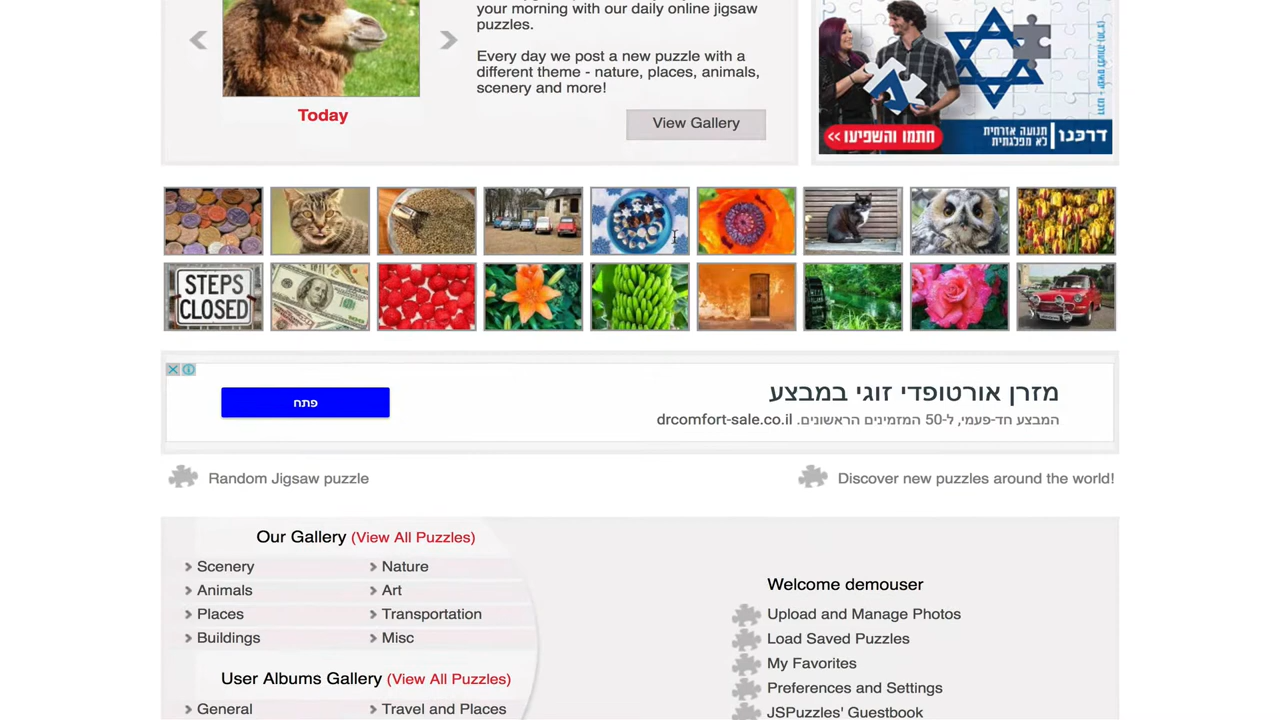 your morning with our daily online jigsaw
puzzles.
Every day we post a new puzzle with a
different theme - nature, places, animals,
scenery and more!
Today
View Gallery
חתמו והשפיעו >>
תנועה אזרחית
לא מפלגתית
דרכנו
STEPS
CLOSED
מזרן אורטופדי זוגי במבצע
המבצע חד-פעמי, ל-50 המזמינים הראשונים. drcomfort-sale.co.il
פתח
Random Jigsaw puzzle
Discover new puzzles around the world!
Our Gallery (View All Puzzles)
Scenery
Nature
Animals
Art
Places
Transportation
Buildings
Misc
User Albums Gallery (View All Puzzles)
General
Travel and Places
Welcome demouser
Upload and Manage Photos
Load Saved Puzzles
My Favorites
Preferences and Settings
JSPuzzles' Guestbook